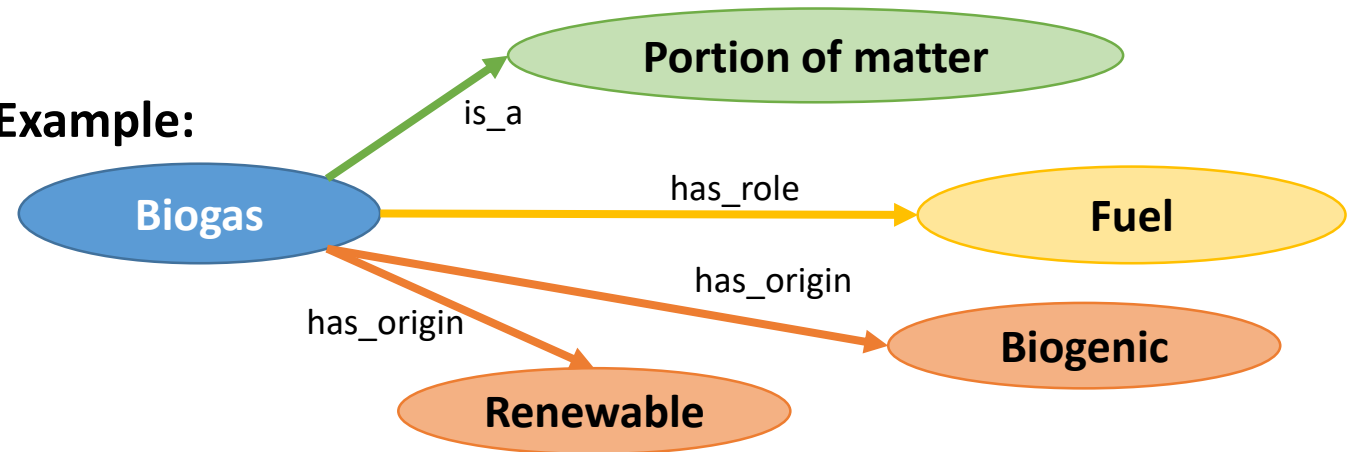 Portion of matter
Example:
is_a
Biogas
has_role
Fuel
has_origin
has_origin
Biogenic
Renewable